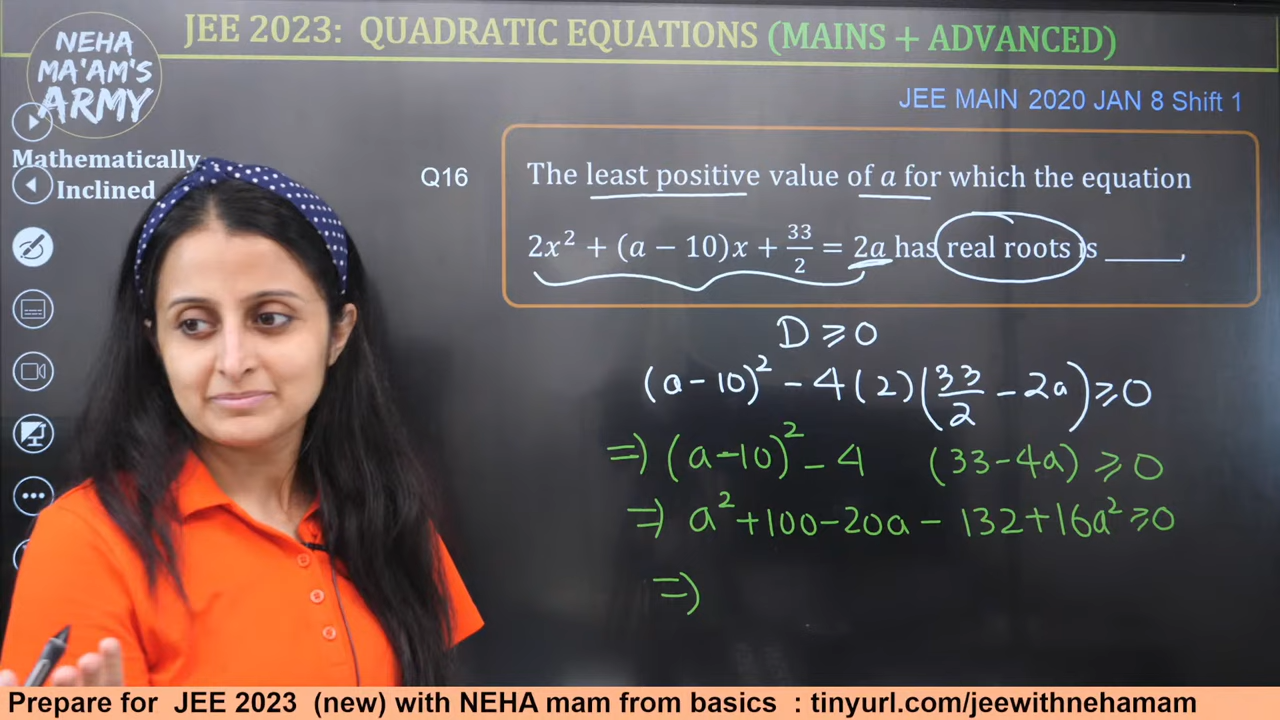 JEE 2023: QUADRATIC EQUATIONS (MAINS + ADVANCED)
NEHA
MA'AM'S
ARMY
JEE MAIN 2020 JAN 8 Shift 1
Mathematically
Inclined
Q16
The least positive value of a for which the equation
2x² + (a − 10)x + 33/2 = 2a has real roots is _____,
D ⩾ 0
(a-10)² - 4(2)(33/2 - 2a) ⩾ 0
=) (a-10)² - 4 (33-4a) ⩾ 0
=) a² + 100 - 20a - 132 + 16a² ⩾ 0
=)
Prepare for JEE 2023 (new) with NEHA mam from basics : tinyurl.com/jeewithnehamam